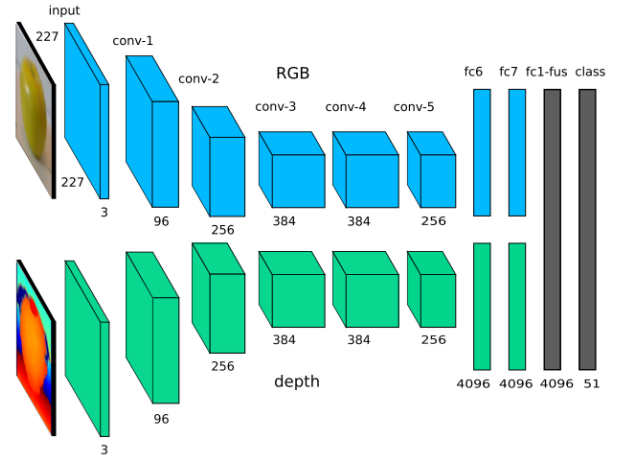 input
227
conv-1
conv-2
RGB
conv-3
conv-4
conv-5
fc6
fc7
fc1-fus
class
227
3
96
256
384
384
256
256
384
384
256
depth
4096
4096
4096
51
96
3